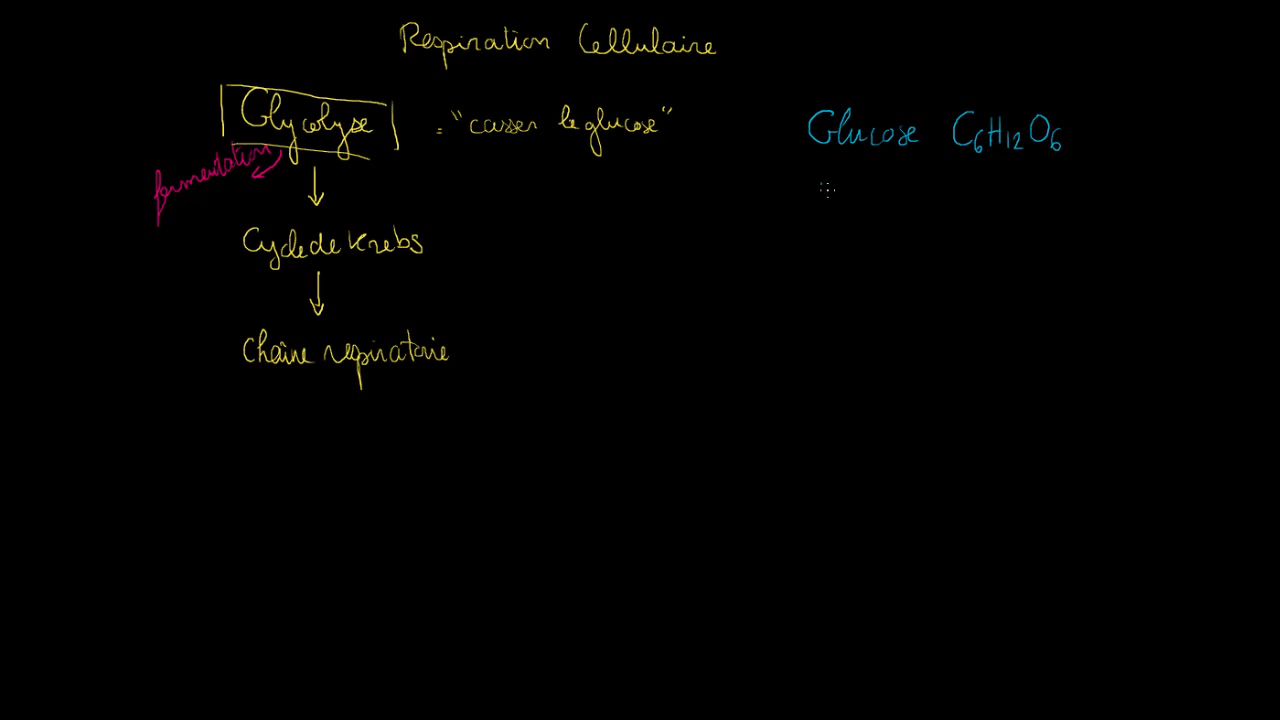 Respiration Cellulaire
Glycolyse = "casser le glucose"
Glucose C6H12O6
fermentation
Cycle de Krebs
Chaîne respiratoire